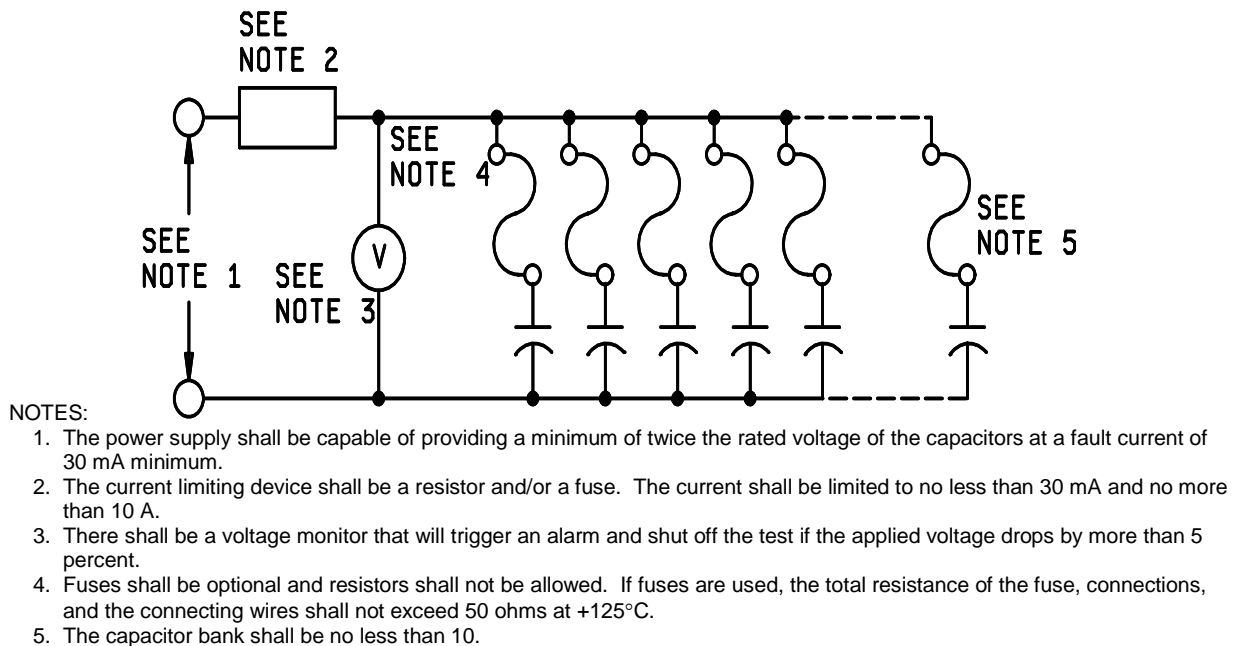 SEE
NOTE 2
SEE
NOTE 4
SEE
NOTE 5
SEE
NOTE 1
SEE
NOTE 3
V
NOTES:
1. The power supply shall be capable of providing a minimum of twice the rated voltage of the capacitors at a fault current of
30 mA minimum.
2. The current limiting device shall be a resistor and/or a fuse. The current shall be limited to no less than 30 mA and no more
than 10 A.
3. There shall be a voltage monitor that will trigger an alarm and shut off the test if the applied voltage drops by more than 5
percent.
4. Fuses shall be optional and resistors shall not be allowed. If fuses are used, the total resistance of the fuse, connections,
and the connecting wires shall not exceed 50 ohms at +125°C.
5. The capacitor bank shall be no less than 10.